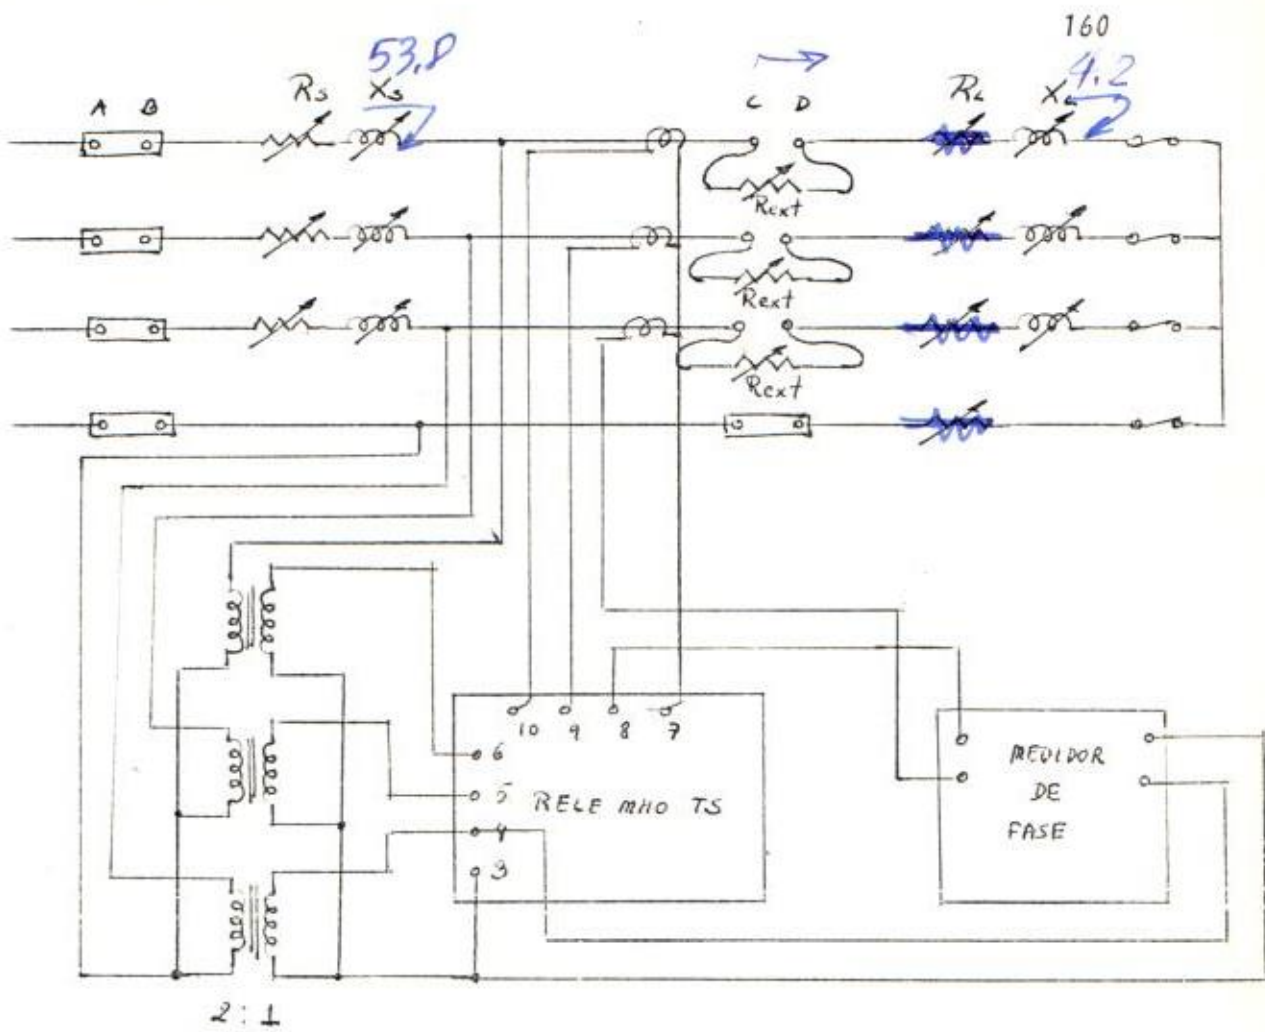 160
53,8
4.2
A B Rs Xs C D RL XL
Rext
Rext
Rext
10 9 8 7
6
5 RELE MHO TS
4
3
MEDIDOR
DE
FASE
2:1